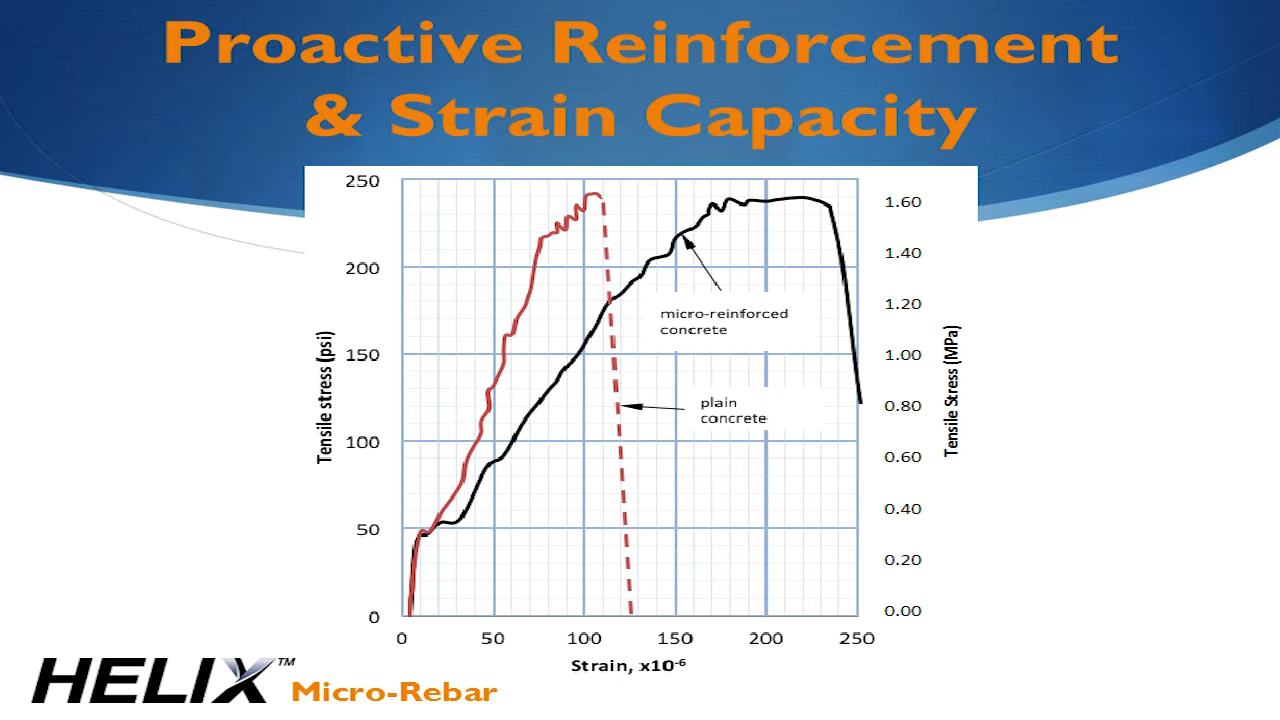 Proactive Reinforcement
& Strain Capacity
250
200
150
100
50
0
Tensile stress (psi)
1.60
1.40
1.20
1.00
0.80
0.60
0.40
0.20
0.00
Tensile Stress (MPa)
micro-reinforced
concrete
plain
concrete
0 50 100 150 200 250
Strain, x10⁻⁶
HELIX™
Micro-Rebar